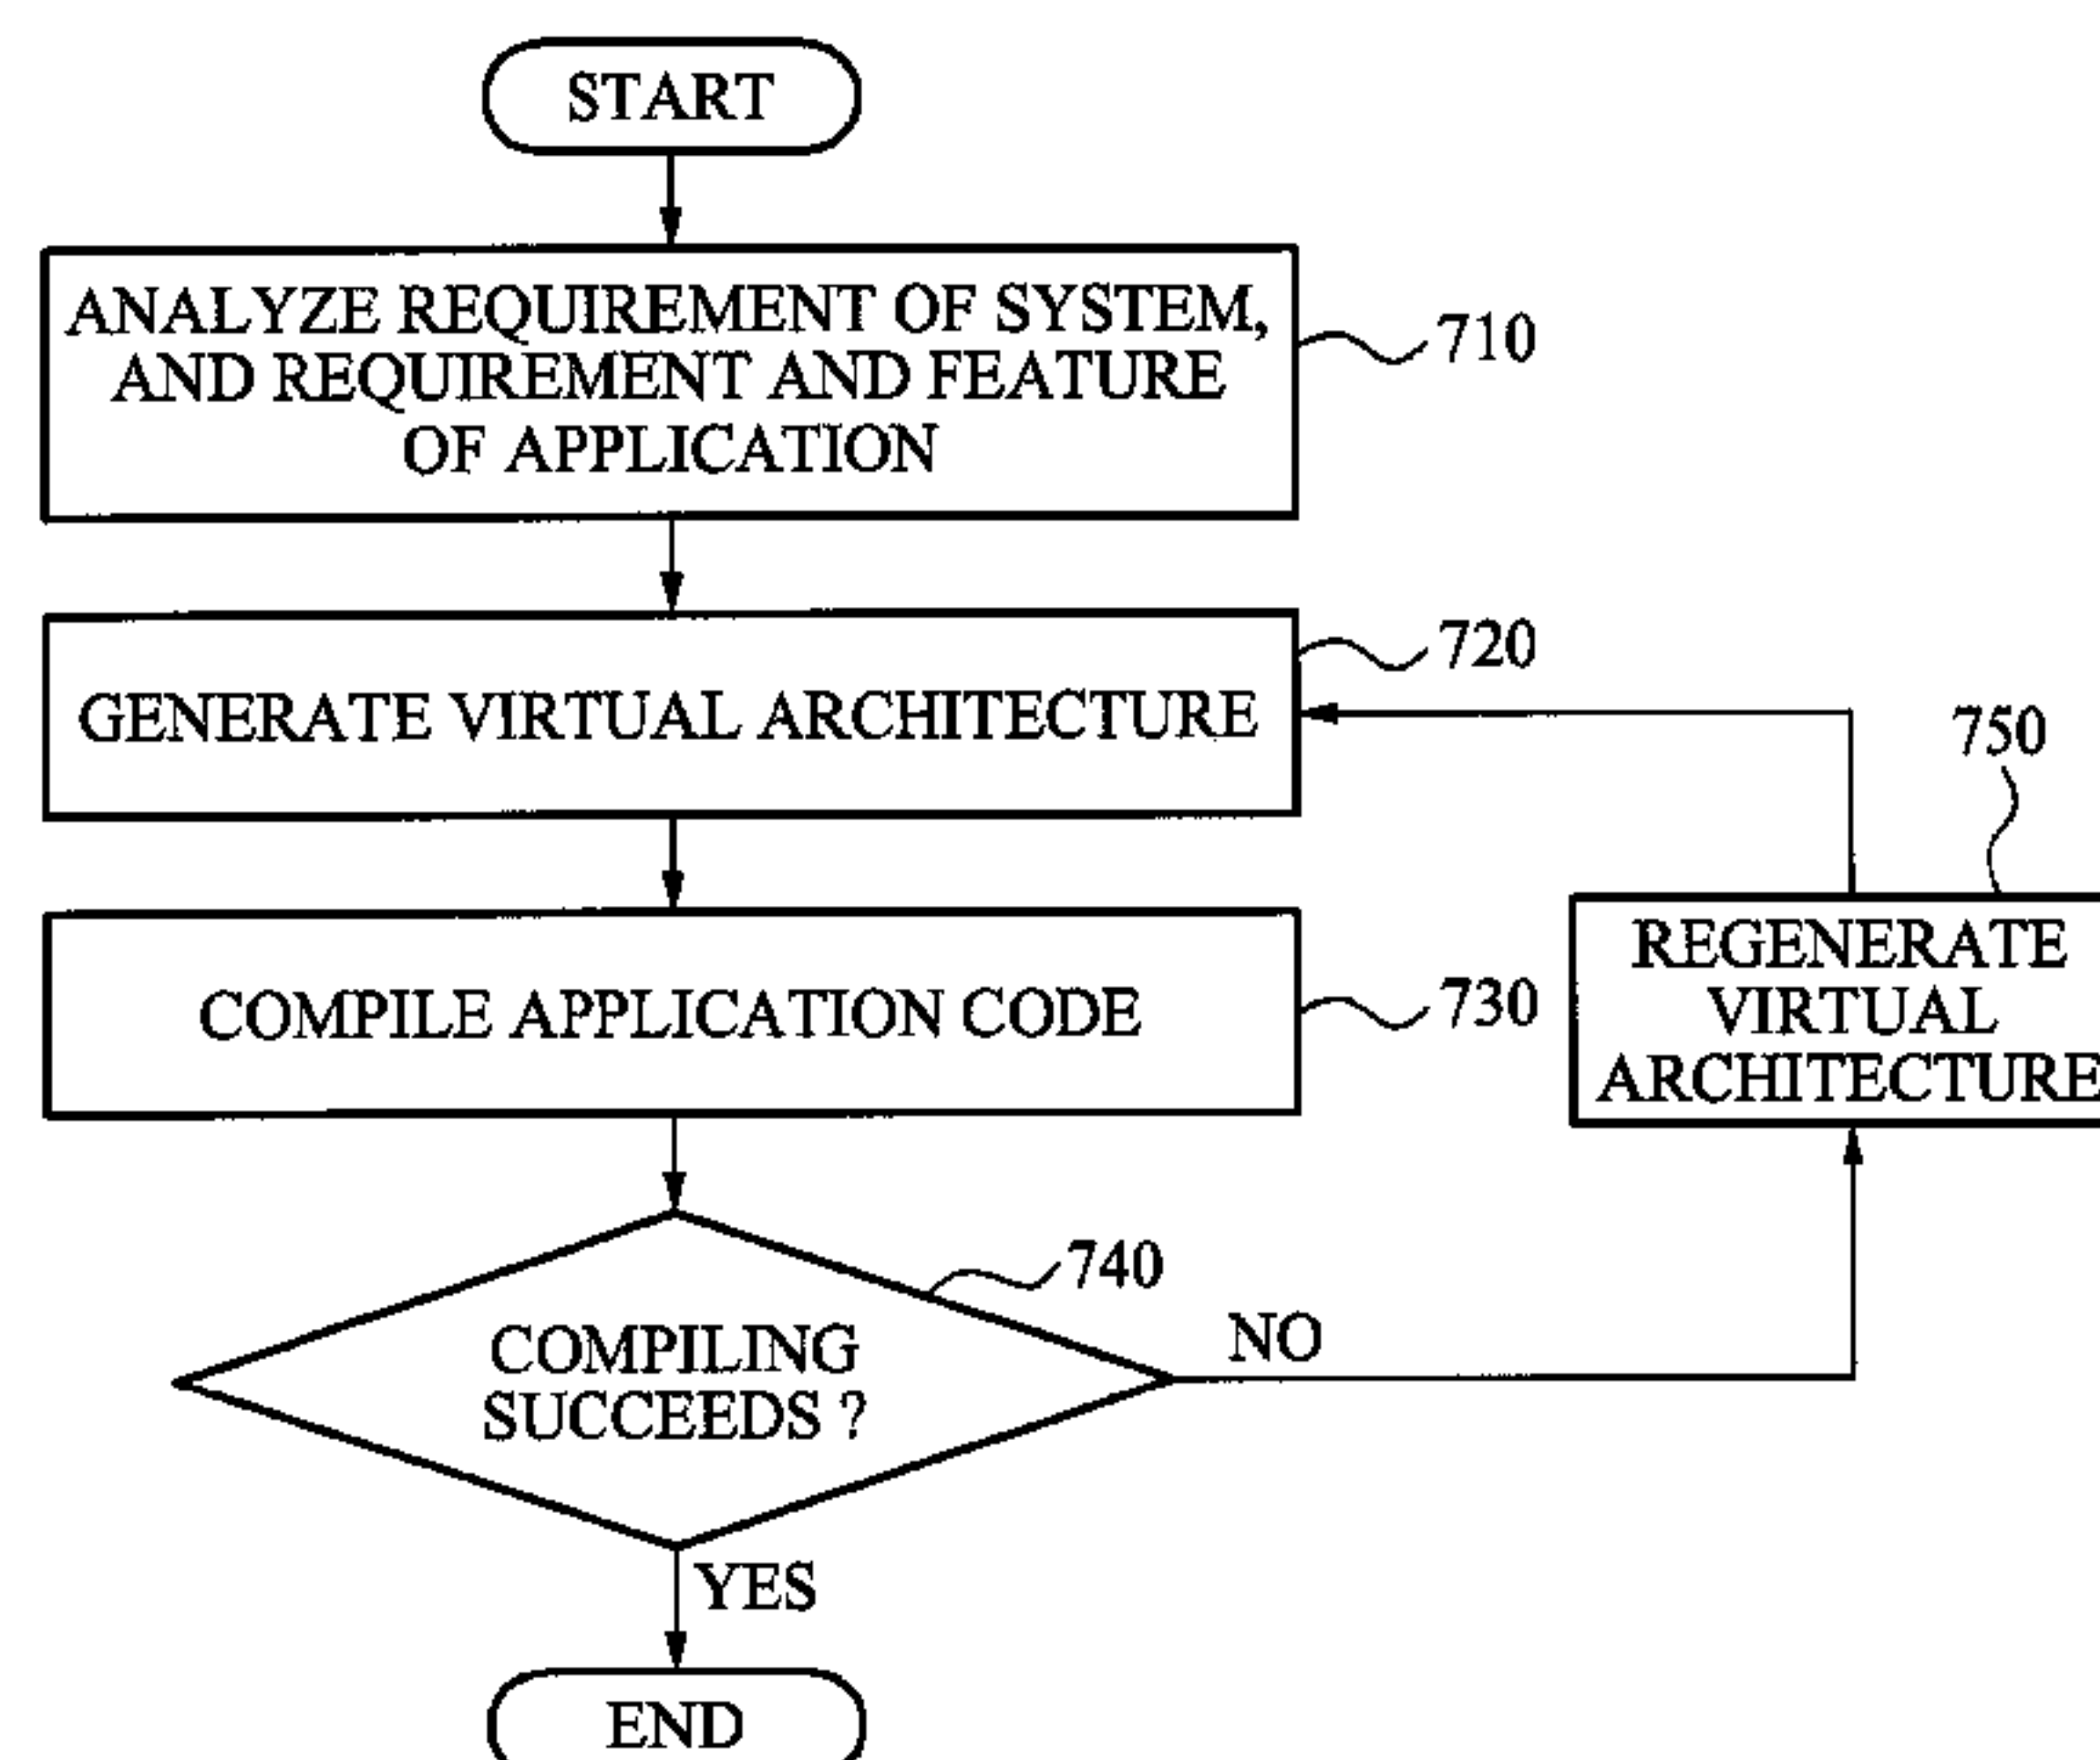 START
ANALYZE REQUIREMENT OF SYSTEM,
AND REQUIREMENT AND FEATURE
OF APPLICATION
710
GENERATE VIRTUAL ARCHITECTURE
720
750
COMPILE APPLICATION CODE
730
REGENERATE
VIRTUAL
ARCHITECTURE
COMPILING
SUCCEEDS ?
740
NO
YES
END